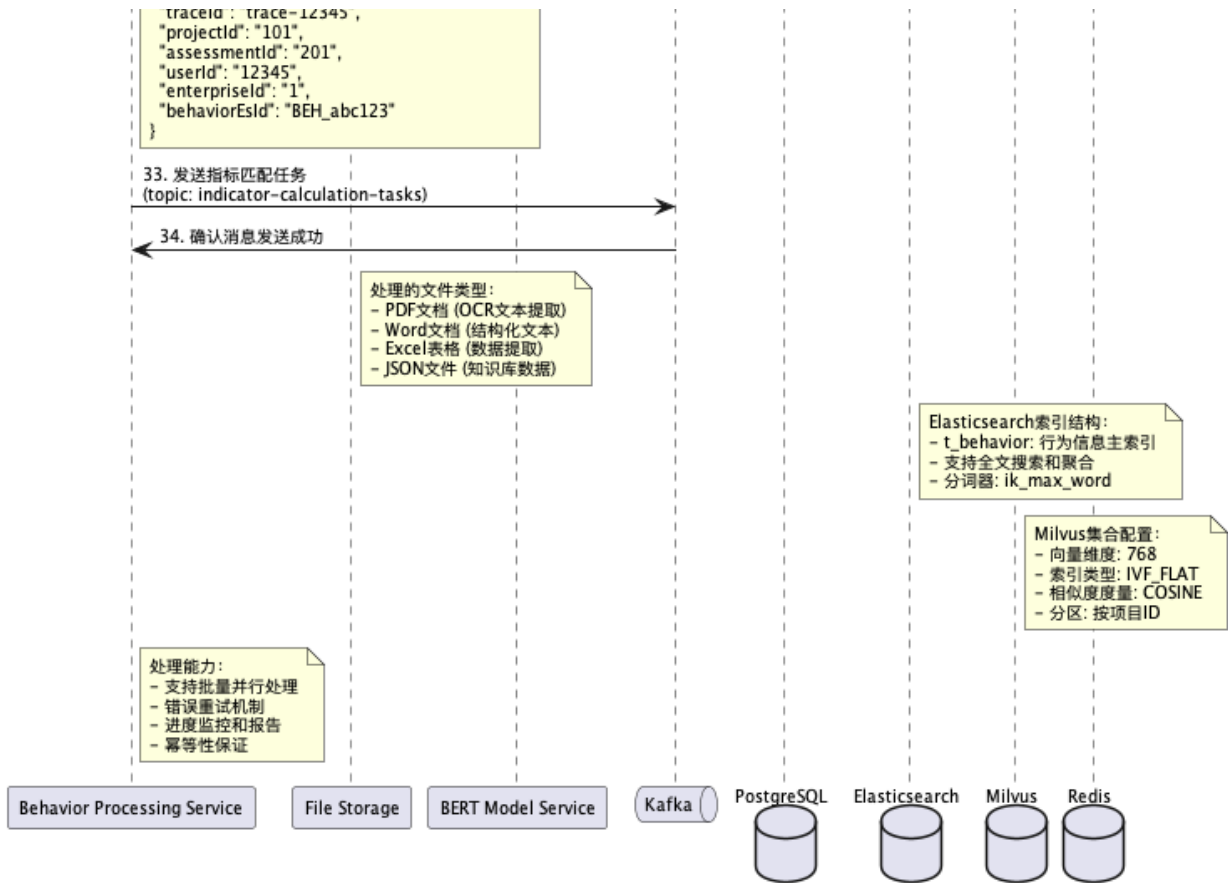 "traceId": "trace-12345",
"projectId": "101",
"assessmentId": "201",
"userId": "12345",
"enterpriseId": "1",
"behaviorEsId": "BEH_abc123"
}
33. 发送指标匹配任务
(topic: indicator-calculation-tasks)
34. 确认消息发送成功
处理的文件类型:
- PDF文档 (OCR文本提取)
- Word文档 (结构化文本)
- Excel表格 (数据提取)
- JSON文件 (知识库数据)
Elasticsearch索引结构:
- t_behavior: 行为信息主索引
- 支持全文搜索和聚合
- 分词器: ik_max_word
Milvus集合配置:
- 向量维度: 768
- 索引类型: IVF_FLAT
- 相似度度量: COSINE
- 分区: 按项目ID
处理能力:
- 支持批量并行处理
- 错误重试机制
- 进度监控和报告
- 幂等性保证
Behavior Processing Service
File Storage
BERT Model Service
Kafka
PostgreSQL
Elasticsearch
Milvus
Redis